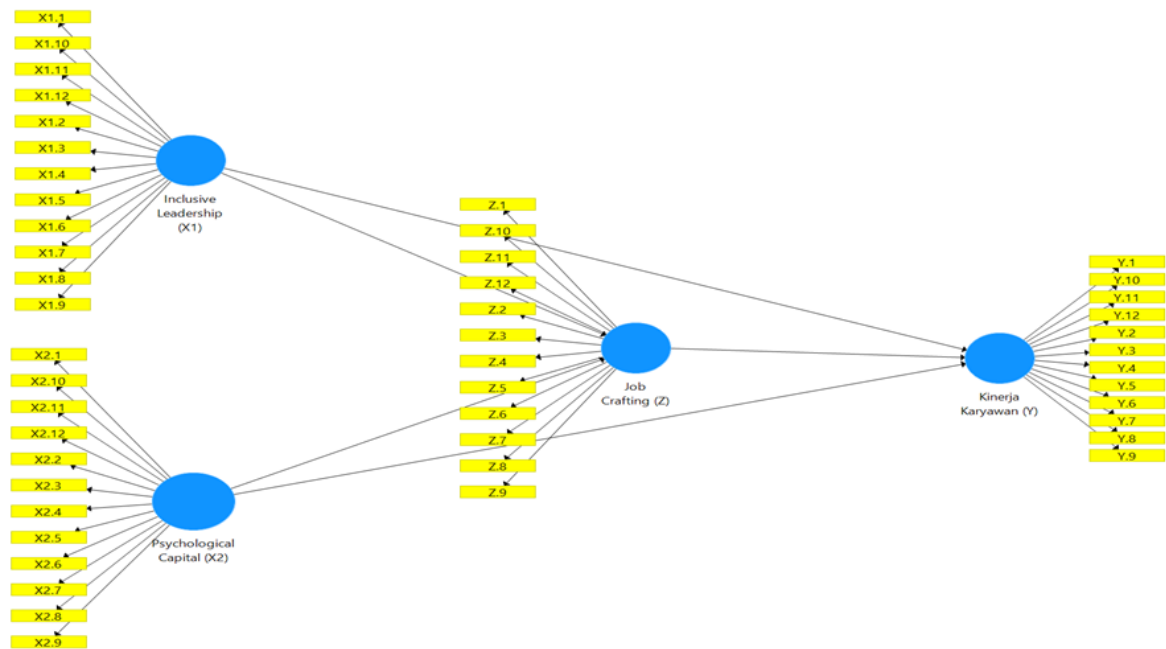 X1.1
X1.10
X1.11
X1.12
X1.2
X1.3
X1.4
X1.5
X1.6
X1.7
X1.8
X1.9
Inclusive
Leadership
(X1)
X2.1
X2.10
X2.11
X2.12
X2.2
X2.3
X2.4
X2.5
X2.6
X2.7
X2.8
X2.9
Psychological
Capital (X2)
Z.1
Z.10
Z.11
Z.12
Z.2
Z.3
Z.4
Z.5
Z.6
Z.7
Z.8
Z.9
Job
Crafting (Z)
Kinerja
Karyawan (Y)
Y.1
Y.10
Y.11
Y.12
Y.2
Y.3
Y.4
Y.5
Y.6
Y.7
Y.8
Y.9